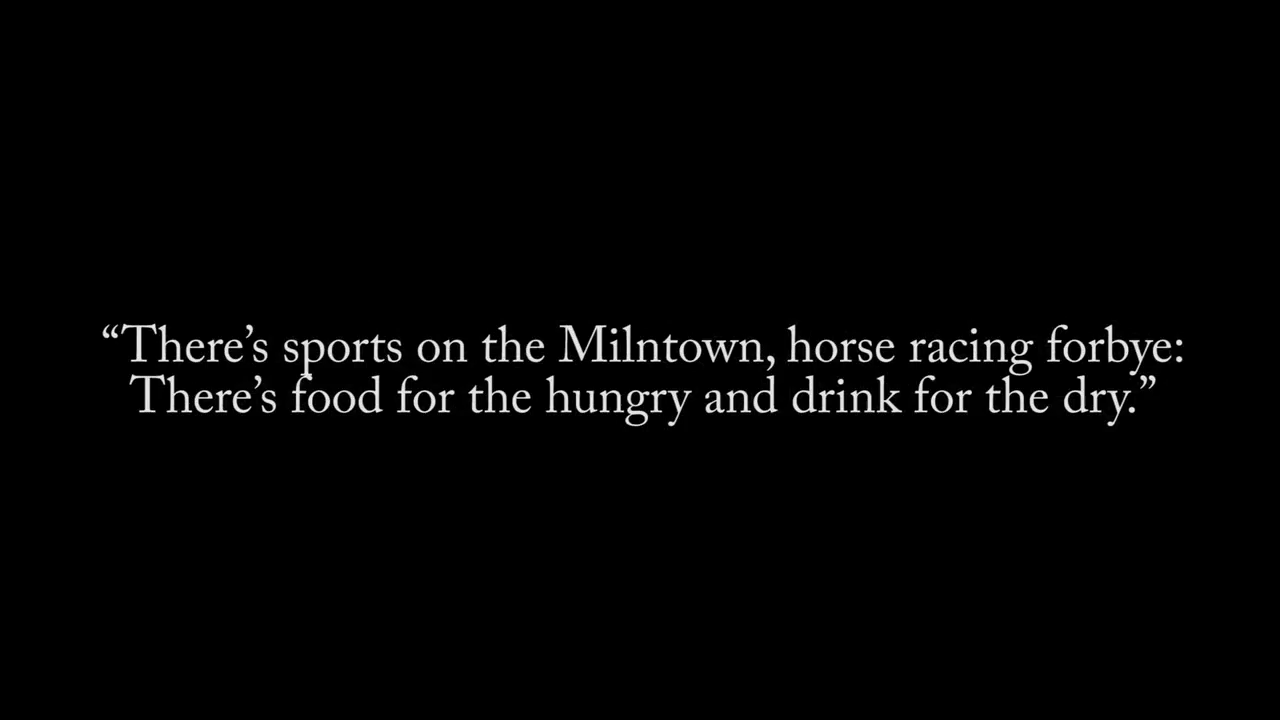 “There’s sports on the Milntown, horse racing forbye:
There’s food for the hungry and drink for the dry.”